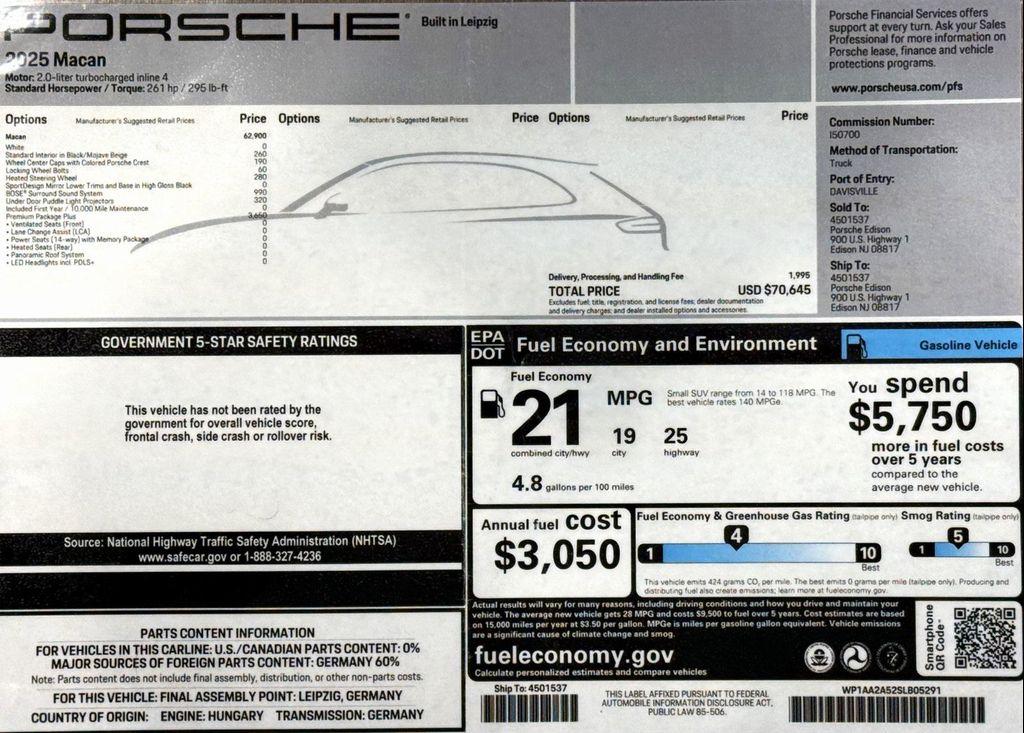 PORSCHE®
Built in Leipzig
2025 Macan
Motor: 2.0-liter turbocharged inline 4
Standard Horsepower / Torque: 261 hp / 295 lb-ft
Porsche Financial Services offers
support at every turn. Ask your Sales
Professional for more information on
Porsche lease, finance and vehicle
protections programs.
www.porscheusa.com/pfs
Options Manufacturer's Suggested Retail Prices Price
Options Manufacturer's Suggested Retail Prices Price
Options Manufacturer's Suggested Retail Prices Price
Macan 62,900
White 0
Standard Interior in Black/Mojave Beige 0
Wheel Center Caps with Colored Porsche Crest 190
Locking Wheel Bolts 60
Heated Steering Wheel 280
SportDesign Mirror Lower Trims and Base in High Gloss Black 0
BOSE® Surround Sound System 990
Under Door Puddle Light Projectors 320
Included First Year / 10,000 Mile Maintenance 0
Premium Package Plus 3,650
• Ventilated Seats (Front) 0
• Lane Change Assist (LCA) 0
• Power Seats (14-way) with Memory Package 0
• Heated Seats (Rear) 0
• Panoramic Roof System 0
• LED Headlights incl. PDLS+ 0
Delivery, Processing, and Handling Fee 1,995
TOTAL PRICE USD $70,645
Excludes fuel; title, registration, and license fees; dealer documentation
and delivery charges; and dealer installed options and accessories.
Commission Number:
I50700
Method of Transportation:
Truck
Port of Entry:
DAVISVILLE
Sold To:
4501537
Porsche Edison
900 U.S. Highway 1
Edison NJ 08817
Ship To:
4501537
Porsche Edison
900 U.S. Highway 1
Edison NJ 08817
GOVERNMENT 5-STAR SAFETY RATINGS
This vehicle has not been rated by the
government for overall vehicle score,
frontal crash, side crash or rollover risk.
Source: National Highway Traffic Safety Administration (NHTSA)
www.safecar.gov or 1-888-327-4236
PARTS CONTENT INFORMATION
FOR VEHICLES IN THIS CARLINE: U.S./CANADIAN PARTS CONTENT: 0%
MAJOR SOURCES OF FOREIGN PARTS CONTENT: GERMANY 60%
Note: Parts content does not include final assembly, distribution, or other non-parts costs.
FOR THIS VEHICLE: FINAL ASSEMBLY POINT: LEIPZIG, GERMANY
COUNTRY OF ORIGIN: ENGINE: HUNGARY TRANSMISSION: GERMANY
EPA
DOT
Fuel Economy and Environment
Gasoline Vehicle
Fuel Economy
21 MPG
Small SUV range from 14 to 118 MPG. The
best vehicle rates 140 MPGe.
19 25
combined city/hwy city highway
4.8 gallons per 100 miles
You spend
$5,750
more in fuel costs
over 5 years
compared to the
average new vehicle.
Annual fuel cost
$3,050
Fuel Economy & Greenhouse Gas Rating (tailpipe only)
1 4 10
Best
Smog Rating (tailpipe only)
1 5 10
Best
This vehicle emits 424 grams CO₂ per mile. The best emits 0 grams per mile (tailpipe only). Producing and
distributing fuel also create emissions; learn more at fueleconomy.gov.
Actual results will vary for many reasons, including driving conditions and how you drive and maintain your
vehicle. The average new vehicle gets 28 MPG and costs $9,500 to fuel over 5 years. Cost estimates are based
on 15,000 miles per year at $3.50 per gallon. MPGe is miles per gasoline gallon equivalent. Vehicle emissions
are a significant cause of climate change and smog.
fueleconomy.gov
Calculate personalized estimates and compare vehicles
Smartphone
QR Code™
Ship To: 4501537
THIS LABEL AFFIXED PURSUANT TO FEDERAL
AUTOMOBILE INFORMATION DISCLOSURE ACT,
PUBLIC LAW 85-506.
WP1AA2A52SLB05291